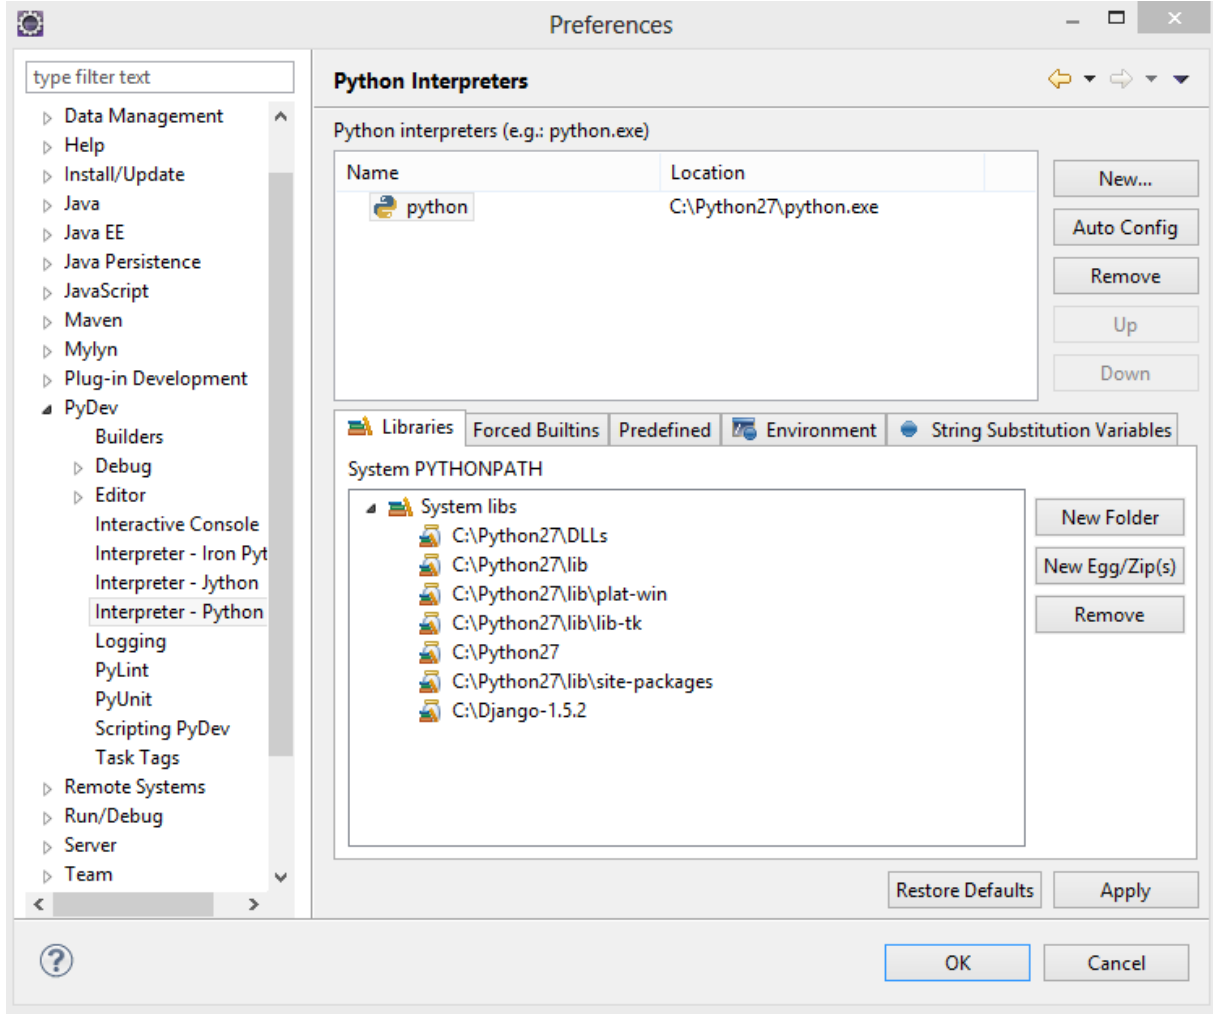 Preferences
type filter text
Data Management
Help
Install/Update
Java
Java EE
Java Persistence
JavaScript
Maven
Mylyn
Plug-in Development
PyDev
Builders
Debug
Editor
Interactive Console
Interpreter - Iron Pyt
Interpreter - Jython
Interpreter - Python
Logging
PyLint
PyUnit
Scripting PyDev
Task Tags
Remote Systems
Run/Debug
Server
Team
Python Interpreters
Python interpreters (e.g.: python.exe)
Name Location
python C:\Python27\python.exe
New...
Auto Config
Remove
Up
Down
Libraries Forced Builtins Predefined Environment String Substitution Variables
System PYTHONPATH
System libs
C:\Python27\DLLs
C:\Python27\lib
C:\Python27\lib\plat-win
C:\Python27\lib\lib-tk
C:\Python27
C:\Python27\lib\site-packages
C:\Django-1.5.2
New Folder
New Egg/Zip(s)
Remove
Restore Defaults Apply
? OK Cancel